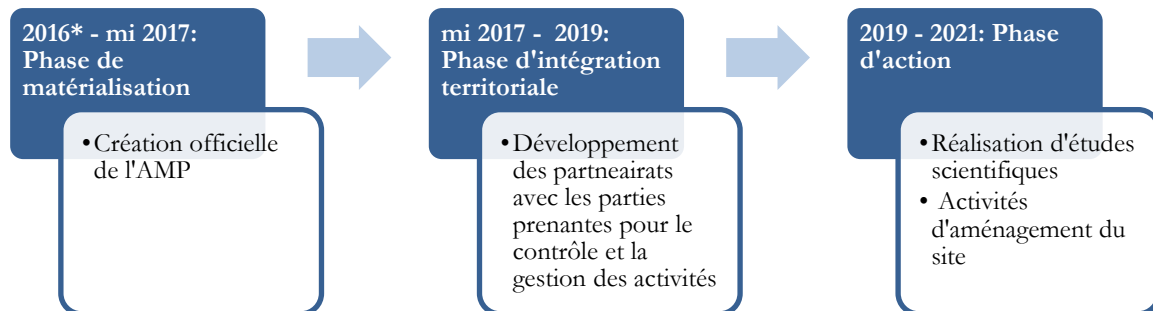 2016* - mi 2017:
Phase de
matérialisation
•Création officielle
de l'AMP
mi 2017 - 2019:
Phase d'intégration
territoriale
•Développement
des partneairats
avec les parties
prenantes pour le
contrôle et la
gestion des activités
2019 - 2021: Phase
d'action
•Réalisation d'études
scientifiques
• Activités
d'aménagement du
site